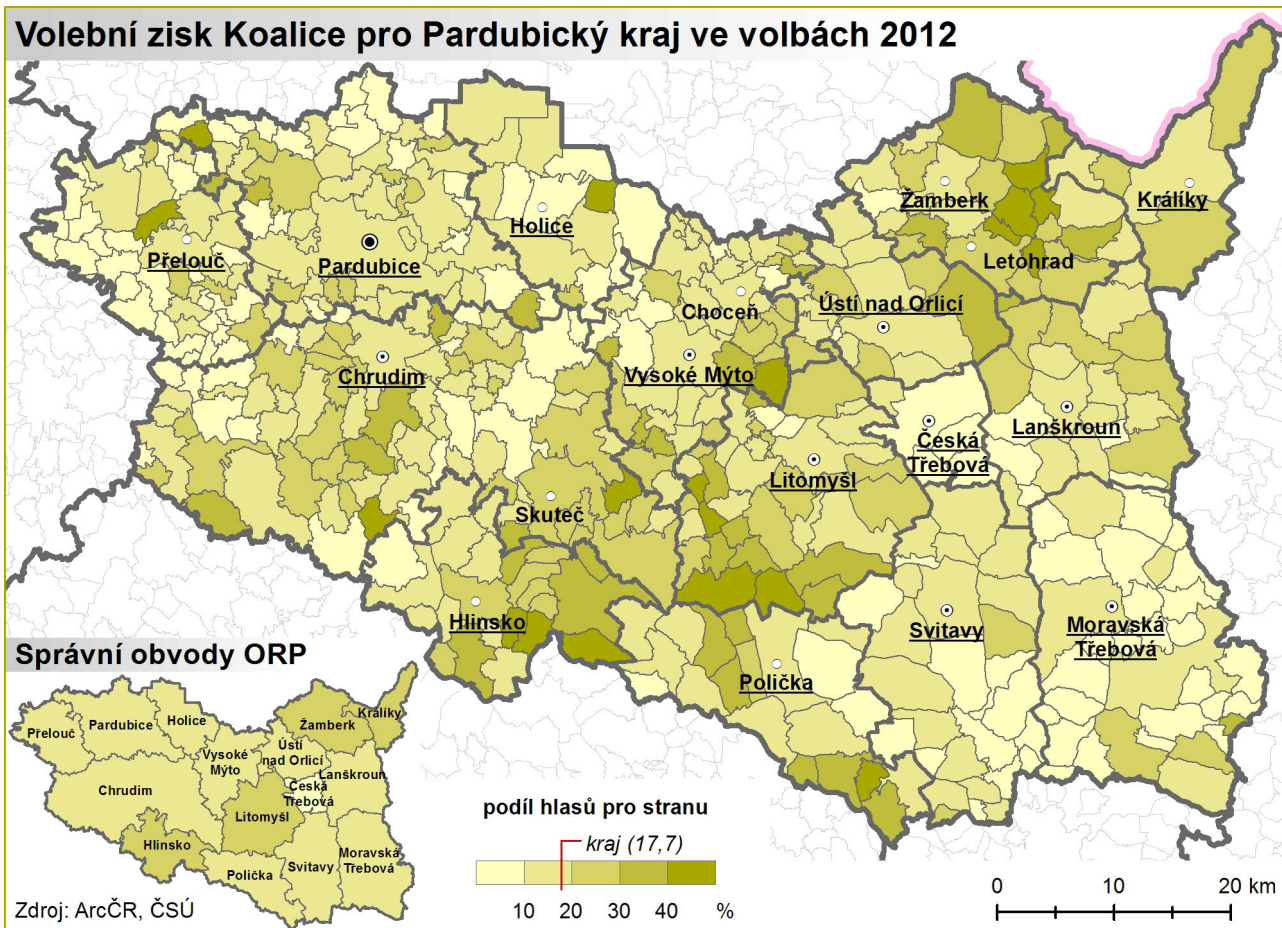 Volební zisk Koalice pro Pardubický kraj ve volbách 2012
Žamberk
Králíky
Holice
Přelouč
Pardubice
Letohrad
Choceň
Ústí nad Orlicí
Chrudim
Vysoké Mýto
Česká
Třebová
Lanškroun
Litomyšl
Skuteč
Hlinsko
Svitavy
Moravská
Třebová
Polička
Správní obvody ORP
Přelouč
Pardubice
Holice
Žamberk
Králíky
Vysoké
Mýto
Ústí
nad Orlicí
Lanškroun
Česká
Třebová
Chrudim
Litomyšl
Hlinsko
Polička
Svitavy
Moravská
Třebová
podíl hlasů pro stranu
kraj (17,7)
10 20 30 40 %
0 10 20 km
Zdroj: ArcČR, ČSÚ